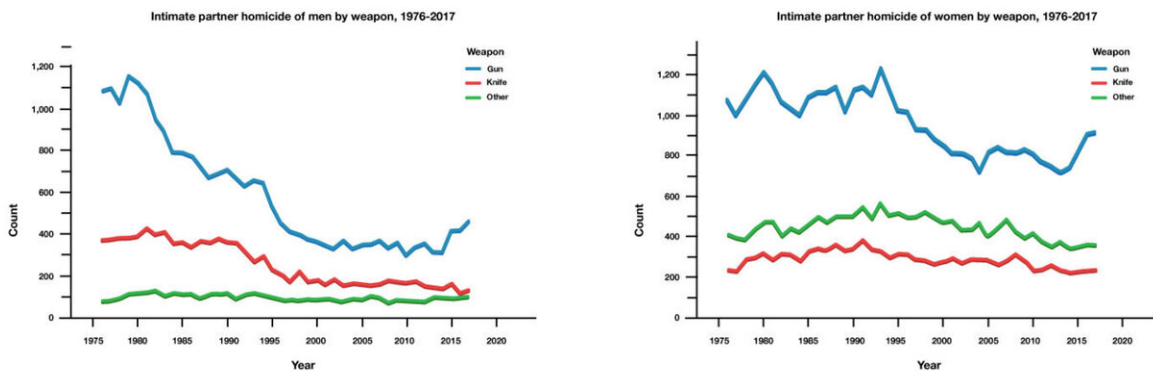 Intimate partner homicide of men by weapon, 1976-2017
Weapon
Gun
Knife
Other
1,200
1,000
800
600
400
200
0
Count
1975 1980 1985 1990 1995 2000 2005 2010 2015 2020
Year
Intimate partner homicide of women by weapon, 1976-2017
Weapon
Gun
Knife
Other
1,200
1,000
800
600
400
200
0
Count
1975 1980 1985 1990 1995 2000 2005 2010 2015 2020
Year